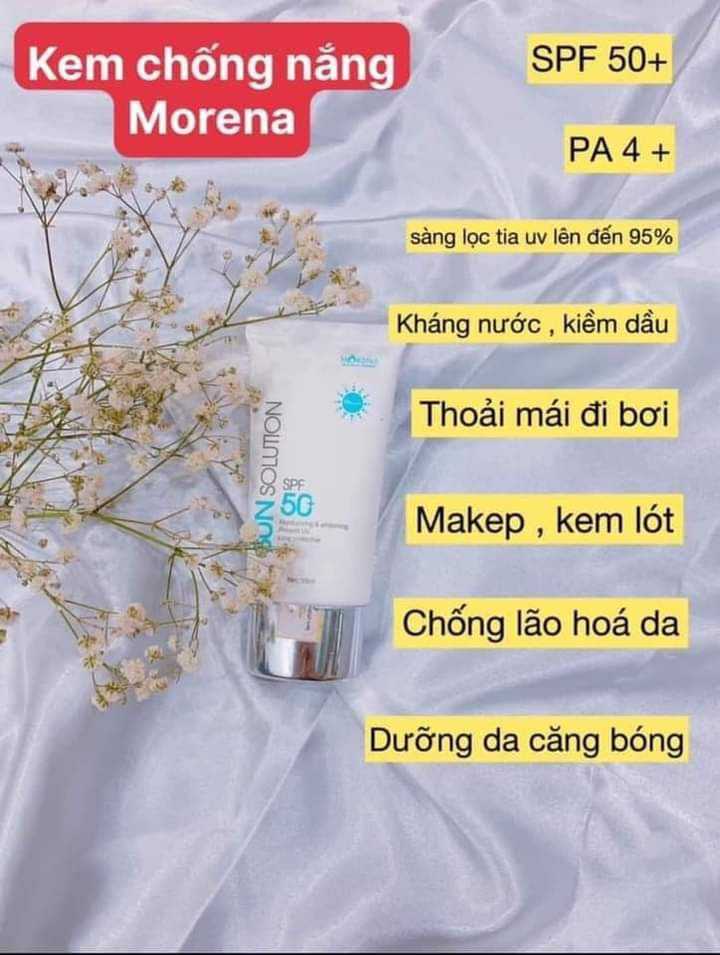 Kem chống nắng
Morena
SPF 50+
PA 4 +
sàng lọc tia uv lên đến 95%
Kháng nước , kiềm dầu
Thoải mái đi bơi
Makep , kem lót
Chống lão hoá da
Dưỡng da căng bóng
SUN SOLUTION
SPF
50+
Moisturizing & whitening